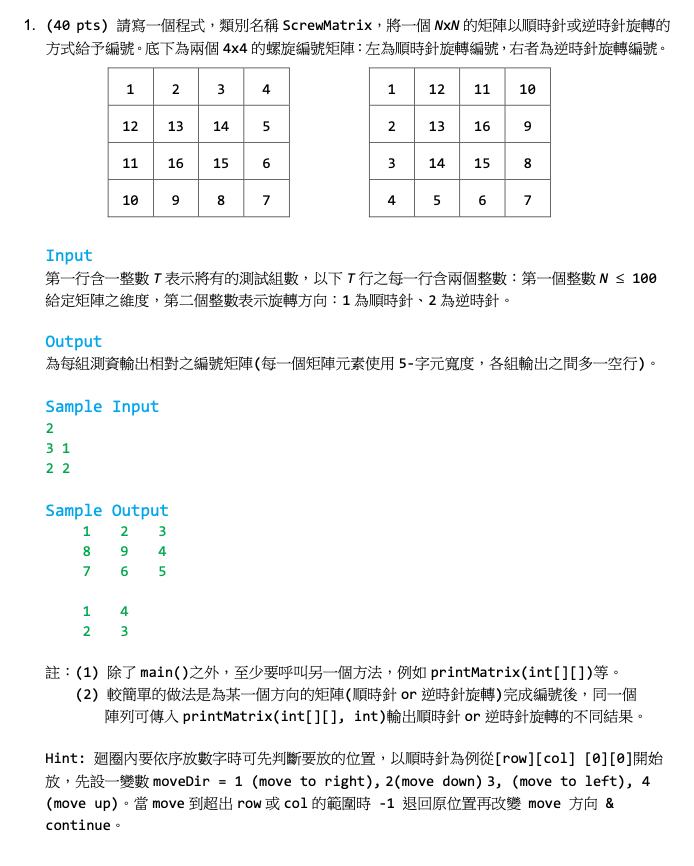 1. (40 pts) 請寫一個程式，類別名稱 ScrewMatrix，將一個 NxN 的矩陣以順時針或逆時針旋轉的
方式給予編號。底下為兩個 4x4 的螺旋編號矩陣：左為順時針旋轉編號，右者為逆時針旋轉編號。
1 2 3 4
12 13 14 5
11 16 15 6
10 9 8 7
1 12 11 10
2 13 16 9
3 14 15 8
4 5 6 7
Input
第一行含一整數 T 表示將有的測試組數，以下 T 行之每一行含兩個整數：第一個整數 N ≤ 100
給定矩陣之維度，第二個整數表示旋轉方向：1 為順時針、2 為逆時針。
Output
為每組測資輸出相對之編號矩陣(每一個矩陣元素使用 5-字元寬度，各組輸出之間多一空行)。
Sample Input
2
3 1
2 2
Sample Output
1 2 3
8 9 4
7 6 5
1 4
2 3
註：(1) 除了 main()之外，至少要呼叫另一個方法，例如 printMatrix(int[][])等。
(2) 較簡單的做法是為某一個方向的矩陣(順時針 or 逆時針旋轉)完成編號後，同一個
陣列可傳入 printMatrix(int[][], int)輸出順時針 or 逆時針旋轉的不同結果。
Hint: 廻圈內要依序放數字時可先判斷要放的位置，以順時針為例從[row][col] [0][0]開始
放，先設一變數 moveDir = 1 (move to right), 2(move down) 3, (move to left), 4
(move up)。當 move 到超出 row 或 col 的範圍時 -1 退回原位置再改變 move 方向 &
continue。